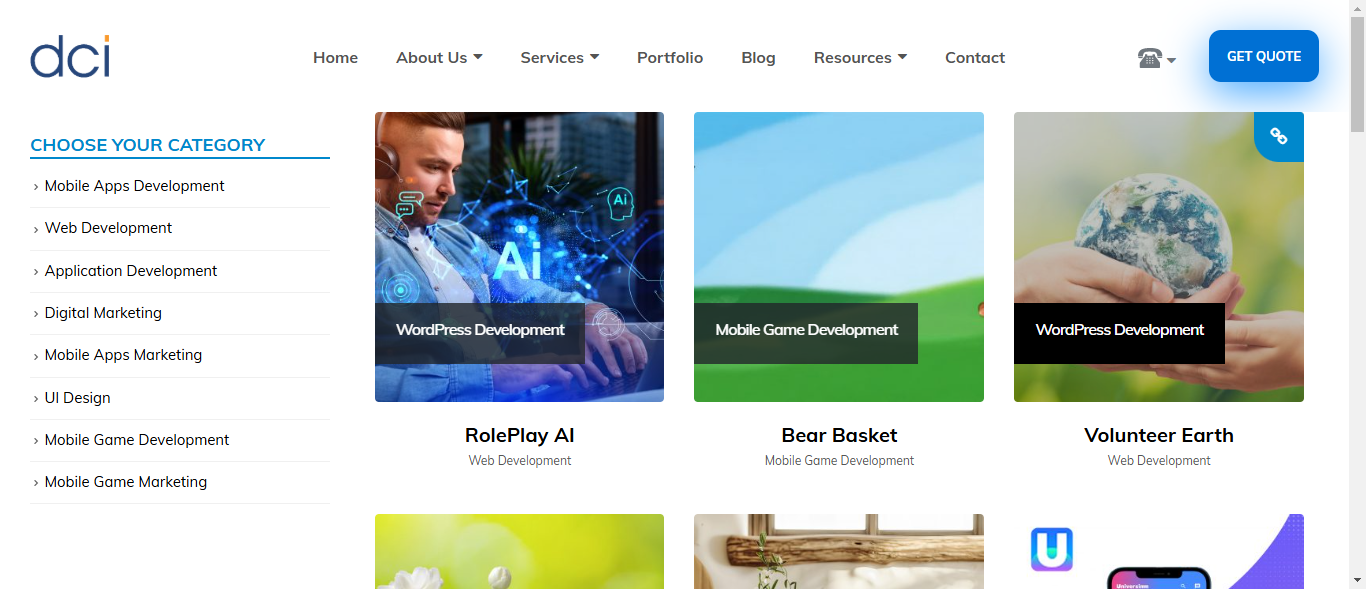 dci
Home
About Us
Services
Portfolio
Blog
Resources
Contact
GET QUOTE
CHOOSE YOUR CATEGORY
Mobile Apps Development
Web Development
Application Development
Digital Marketing
Mobile Apps Marketing
UI Design
Mobile Game Development
Mobile Game Marketing
Ai
Ai
WordPress Development
RolePlay AI
Web Development
Mobile Game Development
Bear Basket
Mobile Game Development
WordPress Development
Volunteer Earth
Web Development
U